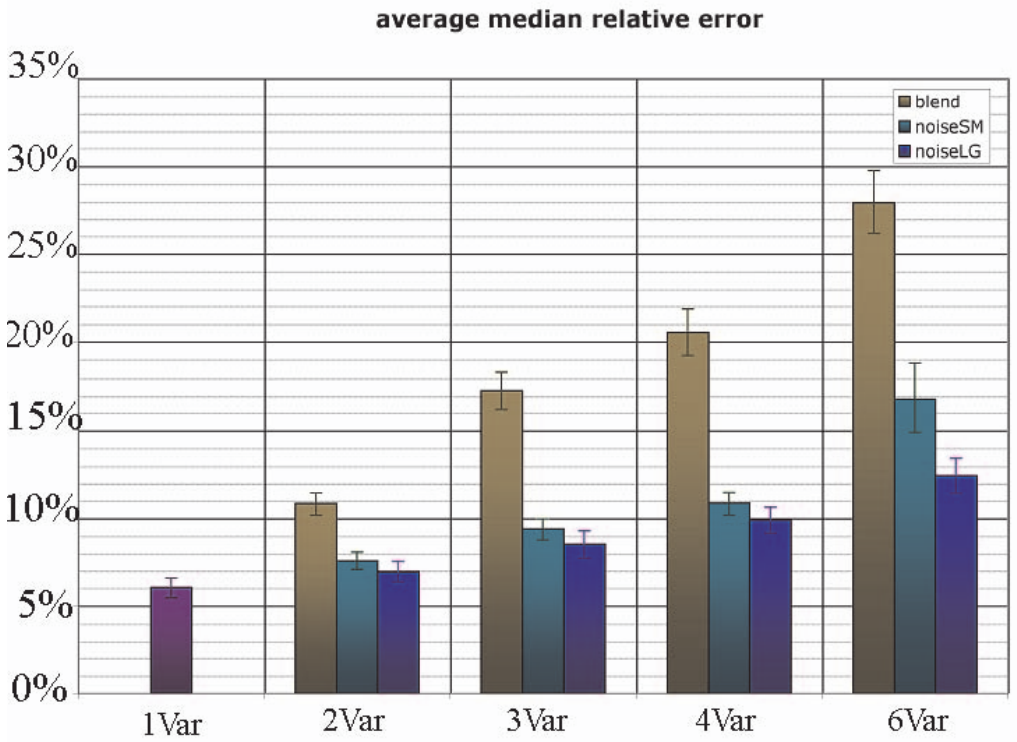 average median relative error
35%
30%
25%
20%
15%
10%
5%
0%
blend
noiseSM
noiseLG
1Var 2Var 3Var 4Var 6Var